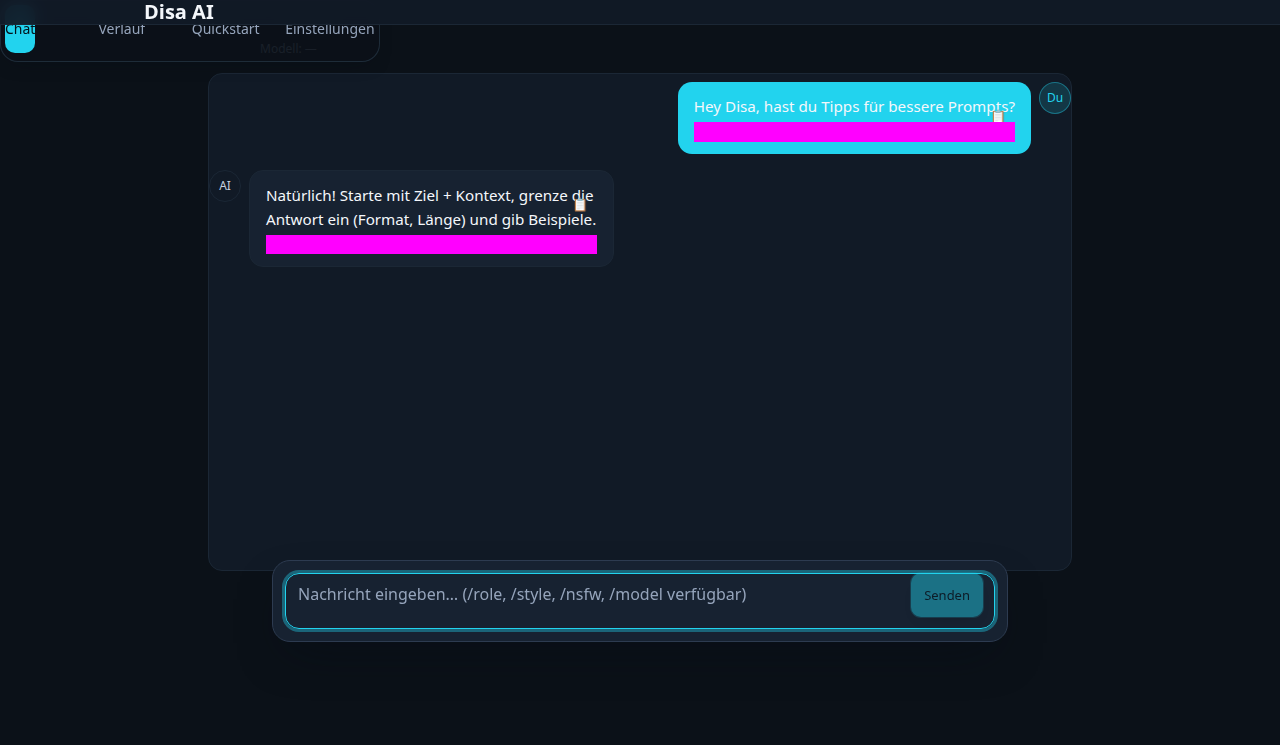 Disa AI
Chat Verlauf Quickstart Einstellungen
Modell: —
Hey Disa, hast du Tipps für bessere Prompts?
Du
AI
Natürlich! Starte mit Ziel + Kontext, grenze die
Antwort ein (Format, Länge) und gib Beispiele.
Nachricht eingeben... (/role, /style, /nsfw, /model verfügbar)
Senden